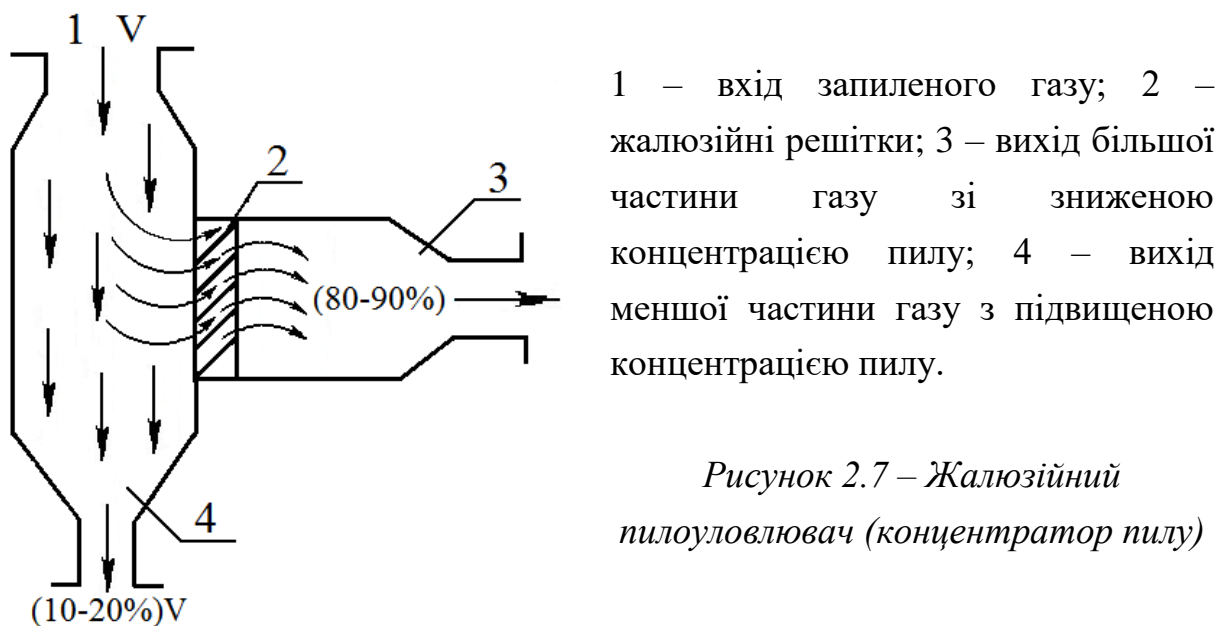 1 V
2
3
(80-90%)
4
(10-20%)V
1 – вхід запиленого газу; 2 –
жалюзійні решітки; 3 – вихід більшої
частини газу зі зниженою
концентрацією пилу; 4 – вихід
меншої частини газу з підвищеною
концентрацією пилу.
Рисунок 2.7 – Жалюзійний
пилоуловлювач (концентратор пилу)